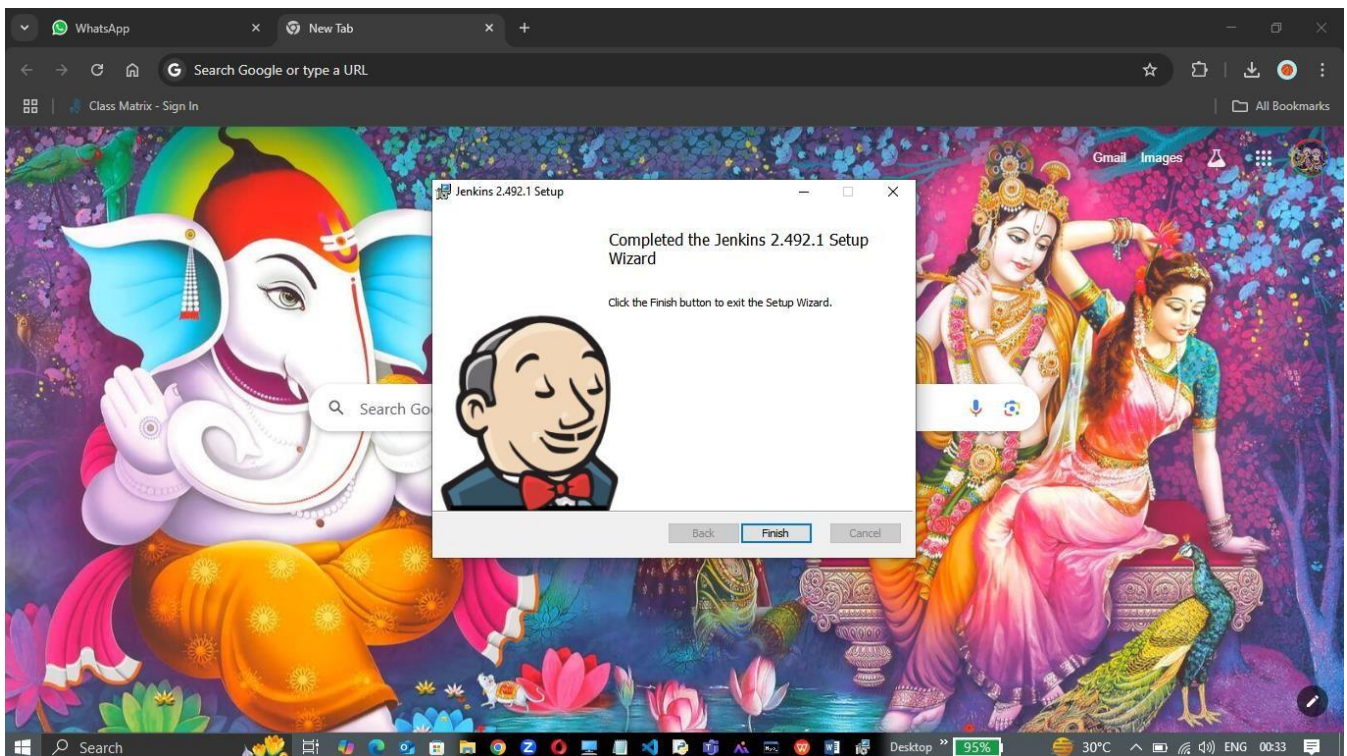 WhatsApp
New Tab
Search Google or type a URL
Class Matrix - Sign In
All Bookmarks
Gmail Images
Jenkins 2.492.1 Setup
Completed the Jenkins 2.492.1 Setup
Wizard
Click the Finish button to exit the Setup Wizard.
Search Goo
Back Finish Cancel
Search
Desktop
95%
30°C
ENG 00:33